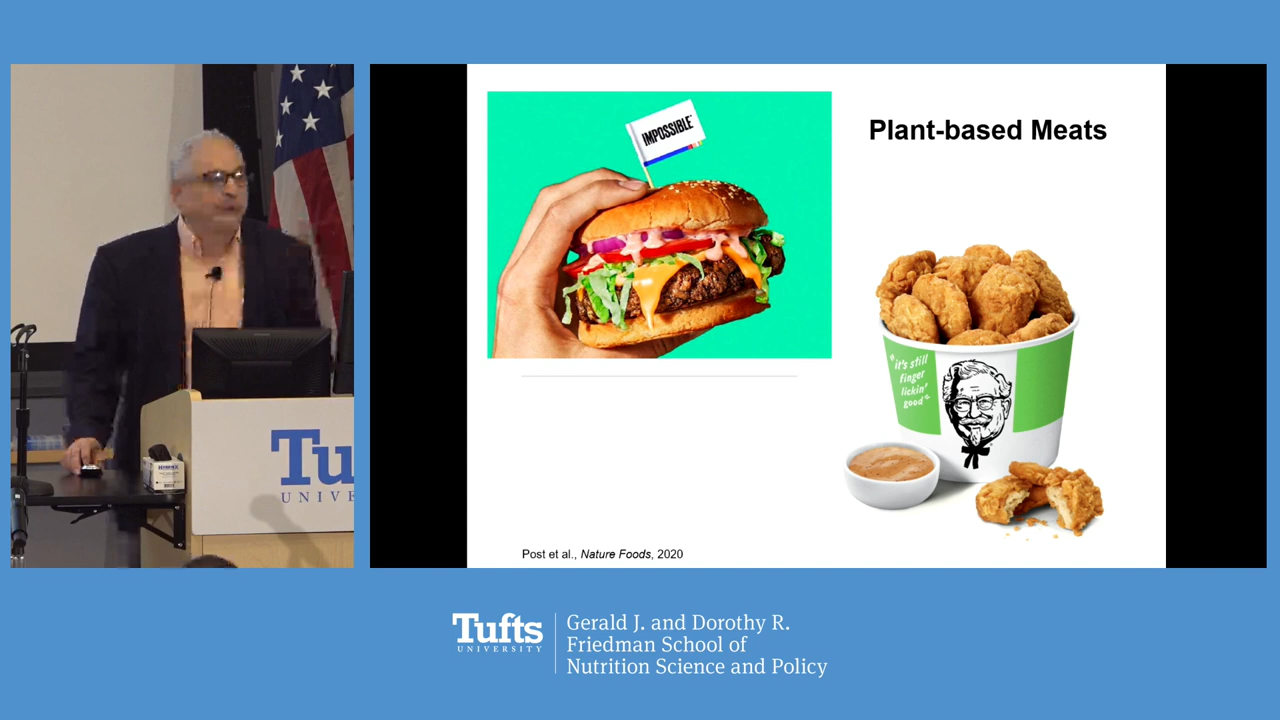 IMPOSSIBLE
Plant-based Meats
"it's still
finger
lickin'
good"
Tu
UNIVE
Post et al., Nature Foods, 2020
Tufts
UNIVERSITY
Gerald J. and Dorothy R.
Friedman School of
Nutrition Science and Policy